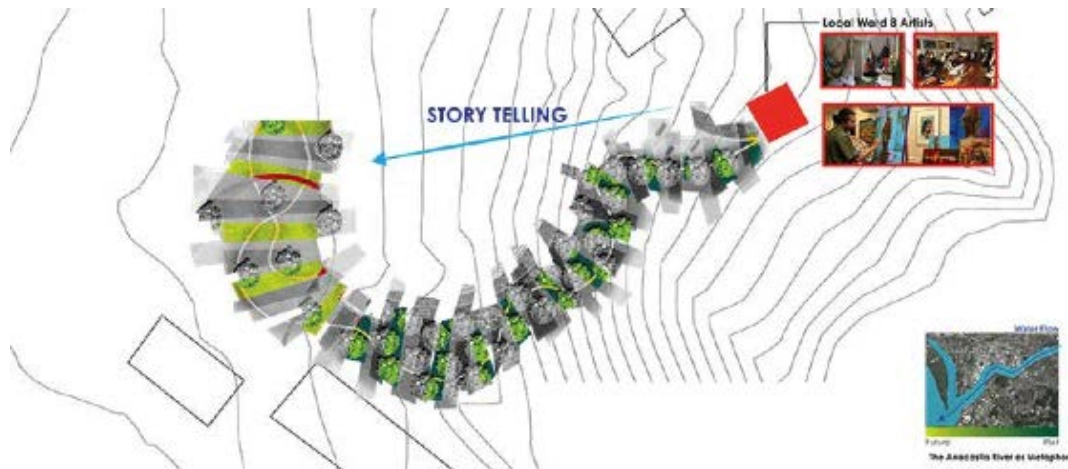 Local Ward 8 Artists
STORY TELLING
Water Flow
Future
Past
The Anacostia River as Metaphor